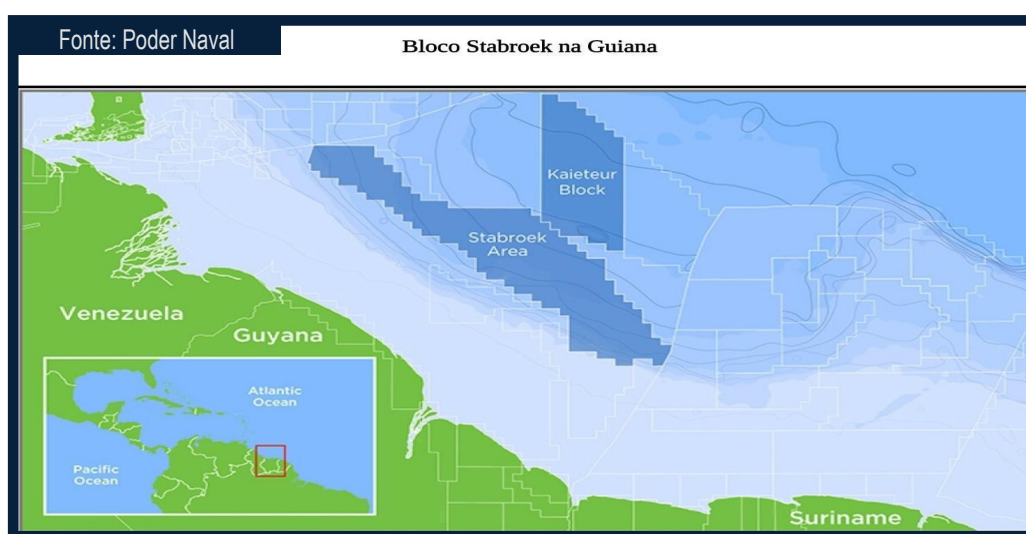 Fonte: Poder Naval
Bloco Stabroek na Guiana
Kaieteur
Block
Stabroek
Area
Venezuela
Guyana
Atlantic
Ocean
Pacific
Ocean
Suriname